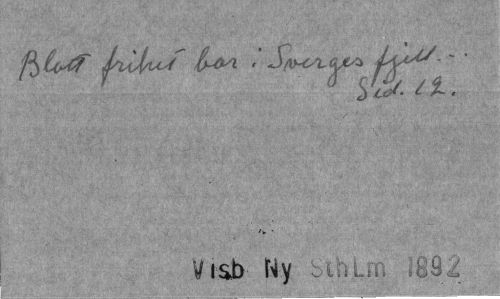 Blott frihet bor i Sverges fjell...
Sid. 12.
Visb Ny SthLm 1892